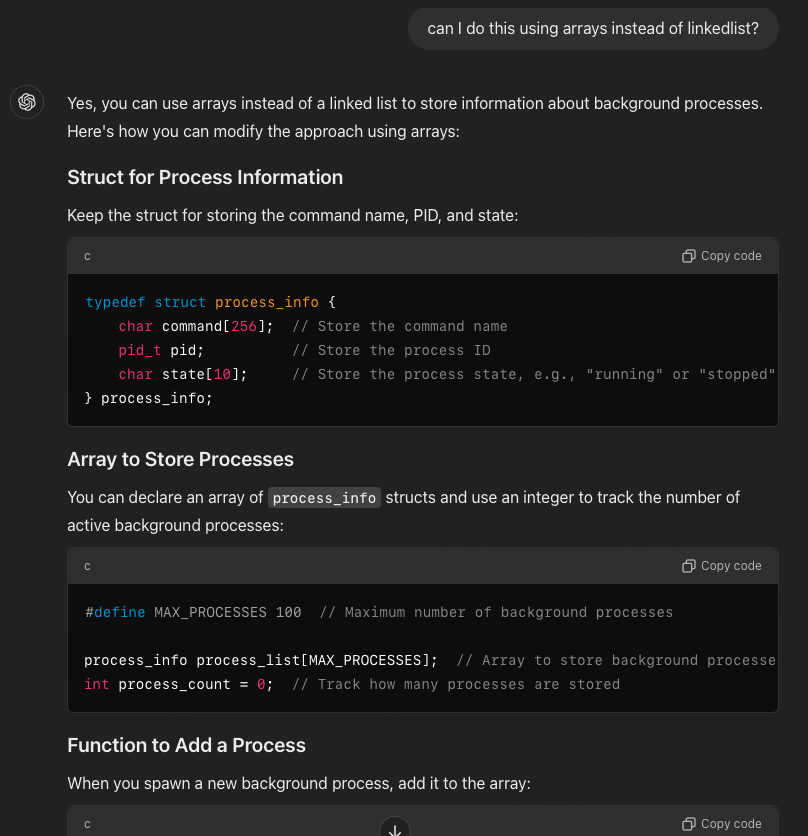 can I do this using arrays instead of linkedlist?
Yes, you can use arrays instead of a linked list to store information about background processes.
Here's how you can modify the approach using arrays:
Struct for Process Information
Keep the struct for storing the command name, PID, and state:
c
Copy code
typedef struct process_info {
    char command[256];  // Store the command name
    pid_t pid;          // Store the process ID
    char state[10];     // Store the process state, e.g., "running" or "stopped"
} process_info;
Array to Store Processes
You can declare an array of process_info structs and use an integer to track the number of
active background processes:
c
Copy code
#define MAX_PROCESSES 100  // Maximum number of background processes
process_info process_list[MAX_PROCESSES];  // Array to store background processe
int process_count = 0;  // Track how many processes are stored
Function to Add a Process
When you spawn a new background process, add it to the array:
c
Copy code